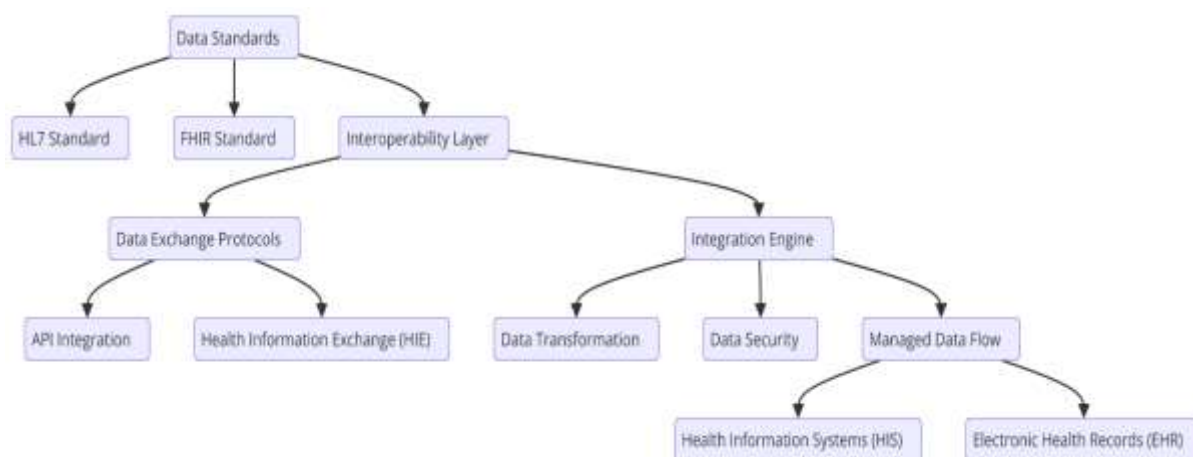 Data Standards
HL7 Standard
FHIR Standard
Interoperability Layer
Data Exchange Protocols
Integration Engine
API Integration
Health Information Exchange (HIE)
Data Transformation
Data Security
Managed Data Flow
Health Information Systems (HIS)
Electronic Health Records (EHR)